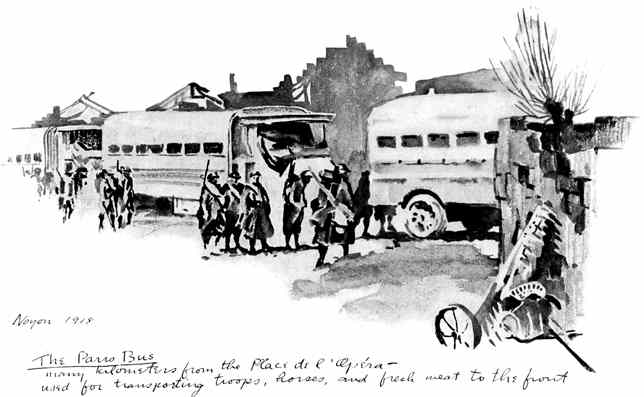 Noyon 1918
The Paris Bus
many kilometers from the Place de l'Opéra —
used for transporting troops, horses, and fresh meat to the front